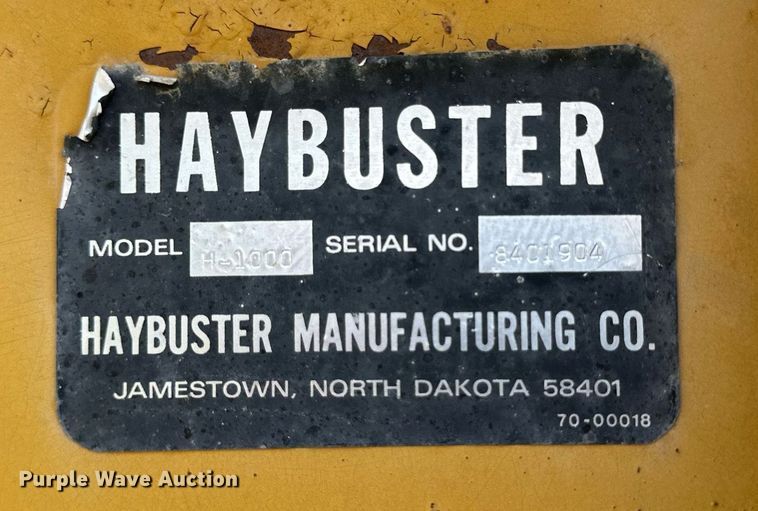 HAYBUSTER
MODEL H-1000 SERIAL NO. 8401904
HAYBUSTER MANUFACTURING CO.
JAMESTOWN, NORTH DAKOTA 58401
70-00018
Purple Wave Auction